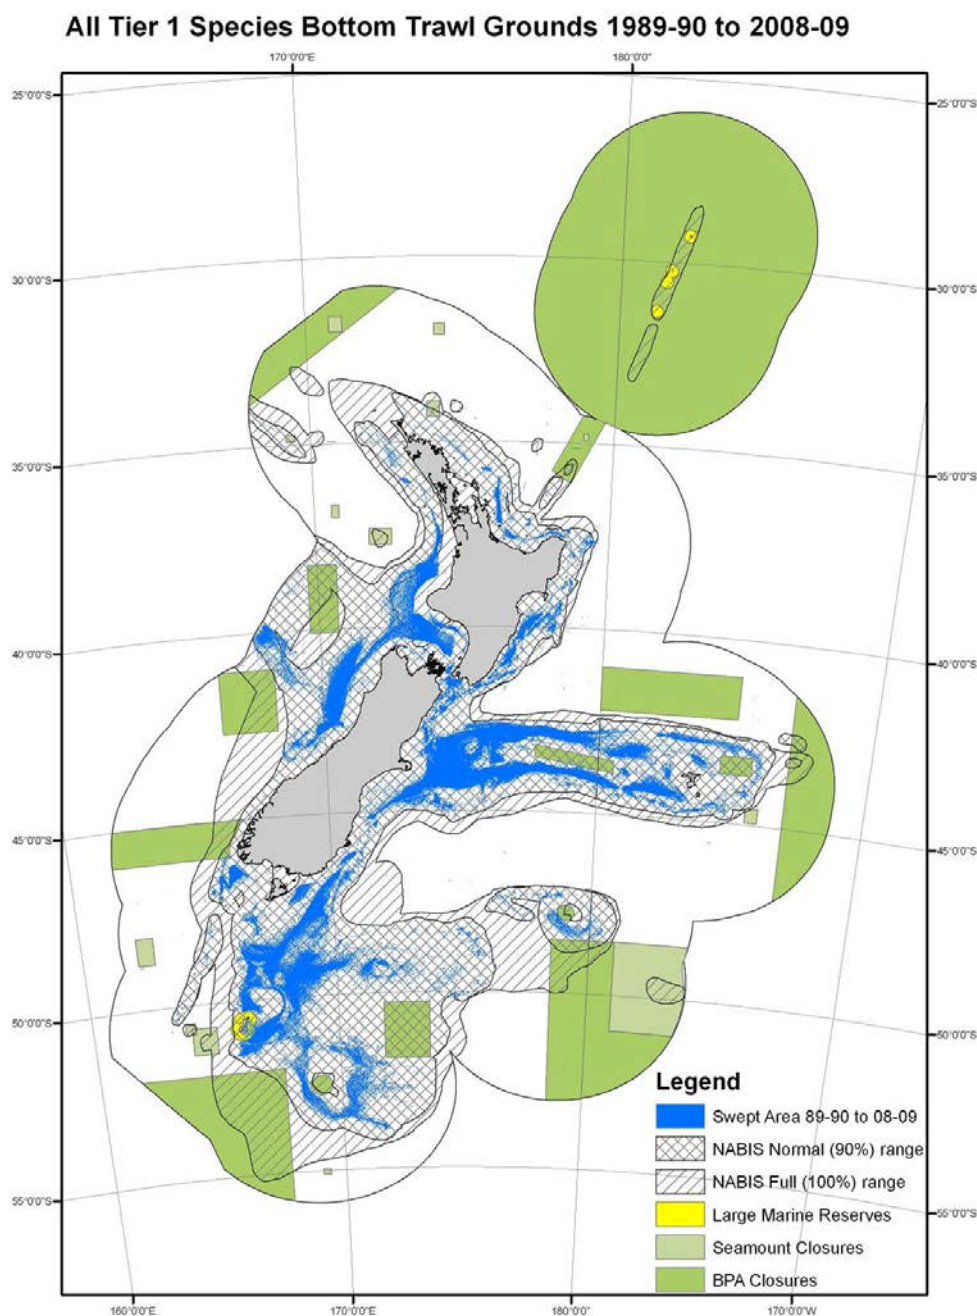 All Tier 1 Species Bottom Trawl Grounds 1989-90 to 2008-09
170°0'0"E 180°0'0"
25°0'0"S 25°0'0"S
30°0'0"S 30°0'0"S
35°0'0"S 35°0'0"S
40°0'0"S 40°0'0"S
45°0'0"S 45°0'0"S
50°0'0"S 50°0'0"S
Legend
Swept Area 89-90 to 08-09
NABIS Normal (90%) range
NABIS Full (100%) range
55°0'0"S 55°0'0"S
Large Marine Reserves
Seamount Closures
BPA Closures
160°0'0"E 170°0'0"E 180°0'0" 170°0'0"W